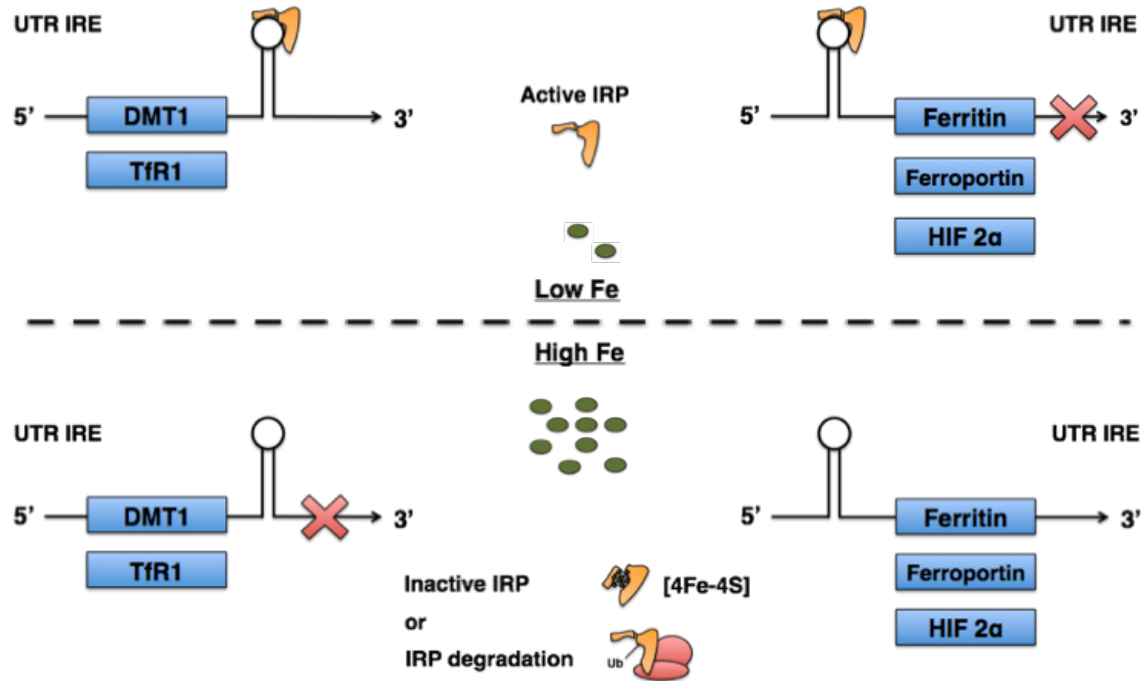 UTR IRE
5’
DMT1
3’
TfR1
Active IRP
Low Fe
UTR IRE
5’
Ferritin
3’
Ferroportin
HIF 2α
High Fe
UTR IRE
5’
DMT1
3’
TfR1
Inactive IRP
[4Fe-4S]
or
IRP degradation
Ub
UTR IRE
5’
Ferritin
3’
Ferroportin
HIF 2α